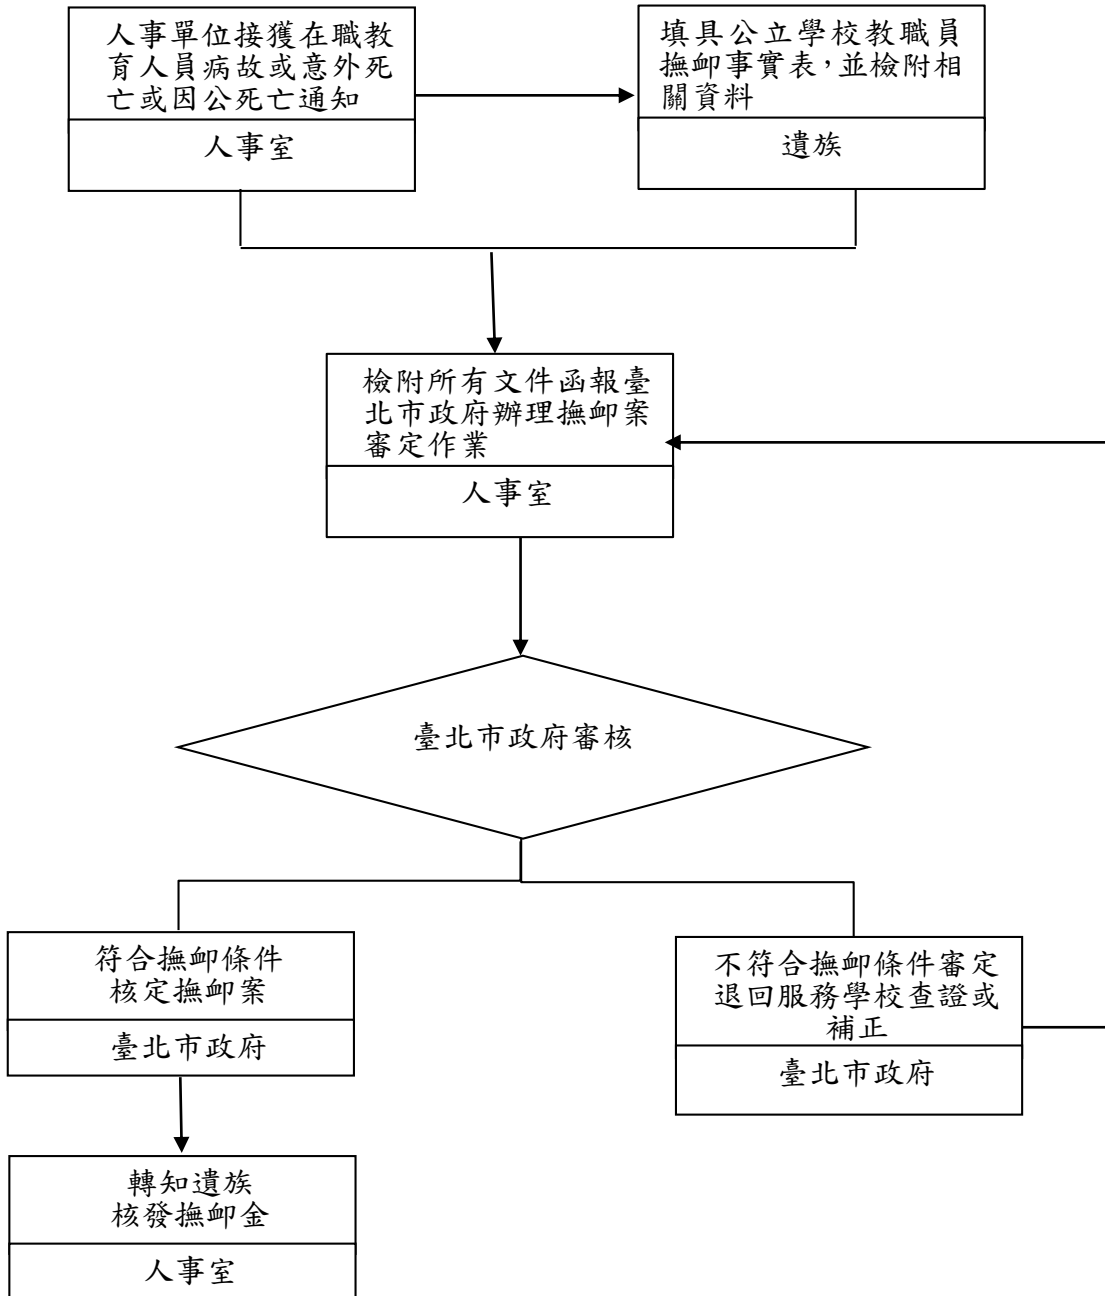 人事單位接獲在職教
育人員病故或意外死
亡或因公死亡通知
人事室
填具公立學校教職員
撫卹事實表，並檢附相
關資料
遺族
檢附所有文件函報臺
北市政府辦理撫卹案
審定作業
人事室
臺北市政府審核
符合撫卹條件
核定撫卹案
臺北市政府
不符合撫卹條件審定
退回服務學校查證或
補正
臺北市政府
轉知遺族
核發撫卹金
人事室